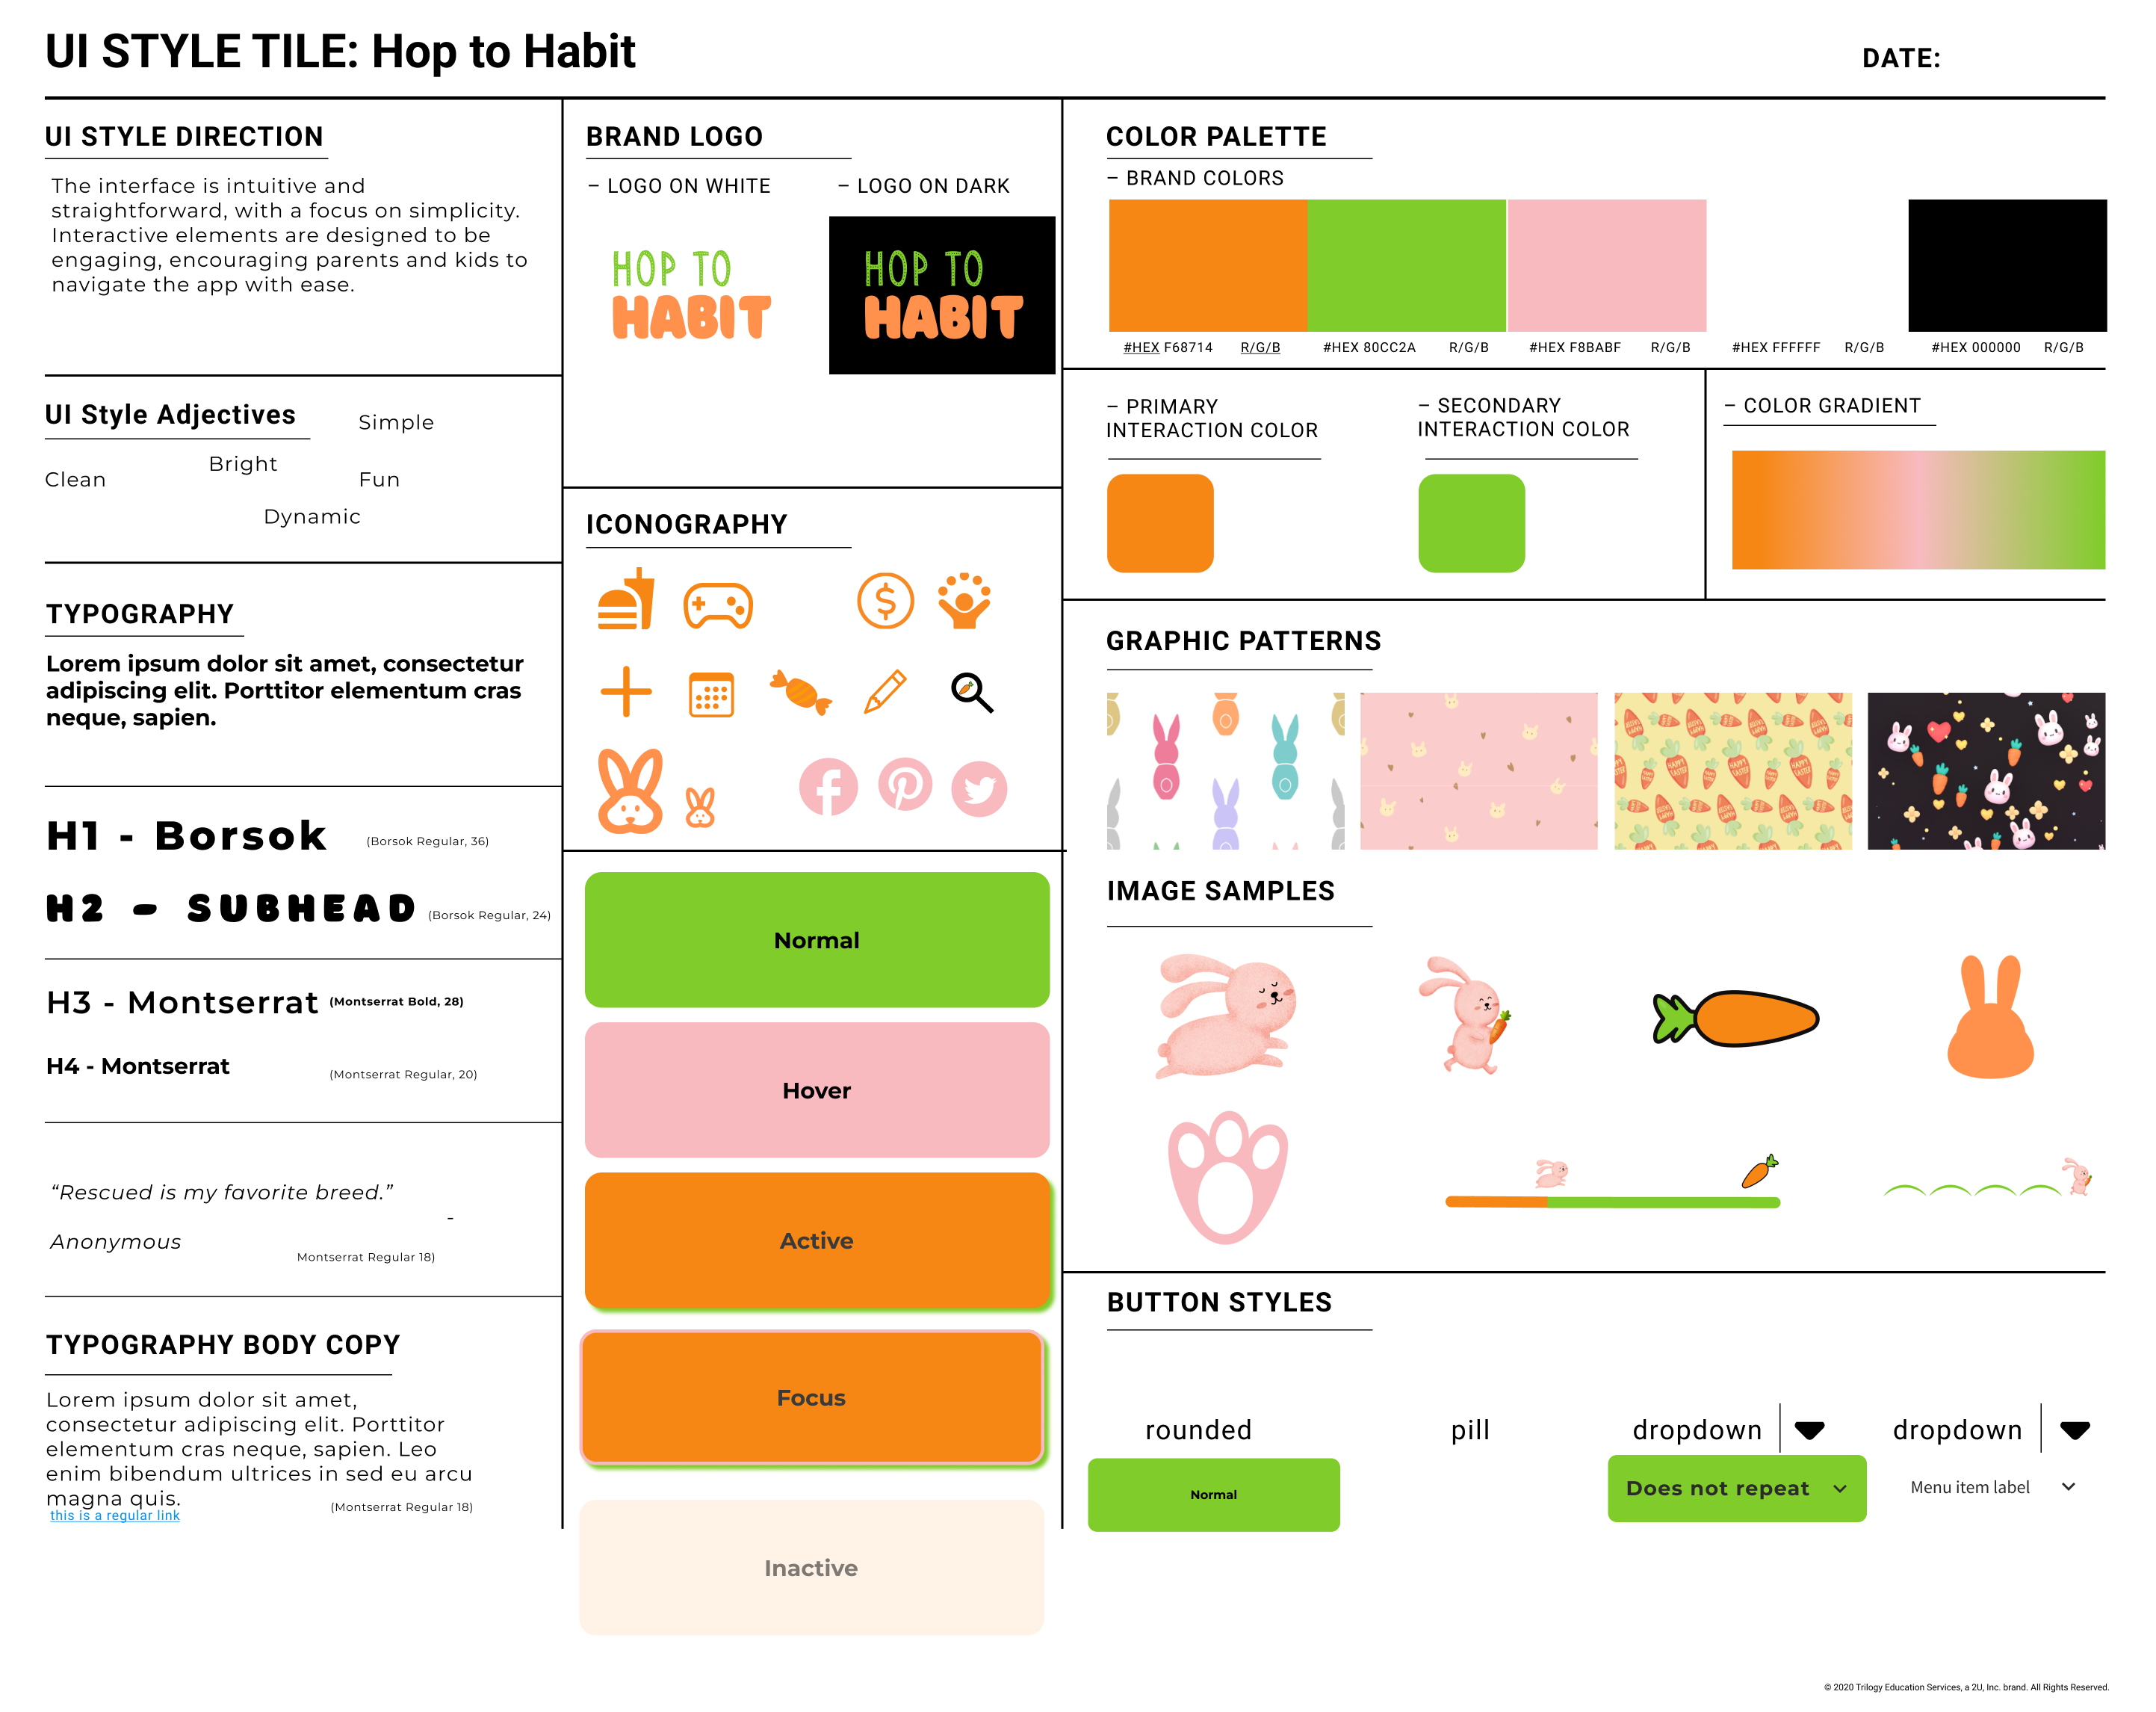 UI STYLE TILE: Hop to Habit
DATE:
UI STYLE DIRECTION
The interface is intuitive and
straightforward, with a focus on simplicity.
Interactive elements are designed to be
engaging, encouraging parents and kids to
navigate the app with ease.
UI Style Adjectives
Simple
Bright
Clean
Fun
Dynamic
TYPOGRAPHY
Lorem ipsum dolor sit amet, consectetur
adipiscing elit. Porttitor elementum cras
neque, sapien.
H1 - Borsok
(Borsok Regular, 36)
H2 - SUBHEAD
(Borsok Regular, 24)
H3 - Montserrat
(Montserrat Bold, 28)
H4 - Montserrat
(Montserrat Regular, 20)
“Rescued is my favorite breed.”
-
Anonymous
Montserrat Regular 18)
TYPOGRAPHY BODY COPY
Lorem ipsum dolor sit amet,
consectetur adipiscing elit. Porttitor
elementum cras neque, sapien. Leo
enim bibendum ultrices in sed eu arcu
magna quis.
(Montserrat Regular 18)
this is a regular link
BRAND LOGO
– LOGO ON WHITE
– LOGO ON DARK
HOP TO
HABIT
HOP TO
HABIT
ICONOGRAPHY
Normal
Hover
Active
Focus
Inactive
COLOR PALETTE
– BRAND COLORS
#HEX F68714 R/G/B
#HEX 80CC2A R/G/B
#HEX F8BABF R/G/B
#HEX FFFFFF R/G/B
#HEX 000000 R/G/B
– PRIMARY
INTERACTION COLOR
– SECONDARY
INTERACTION COLOR
– COLOR GRADIENT
GRAPHIC PATTERNS
HAPPY
EASTER
IMAGE SAMPLES
BUTTON STYLES
rounded
pill
dropdown
dropdown
Normal
Does not repeat
Menu item label
© 2020 Trilogy Education Services, a 2U, Inc. brand. All Rights Reserved.